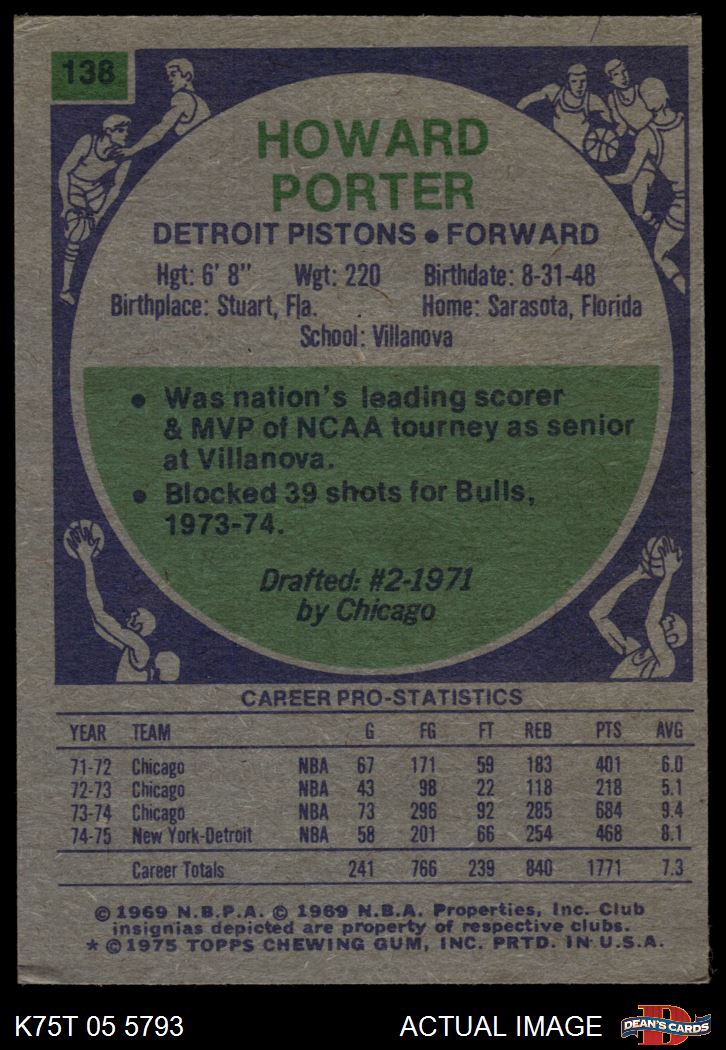 138
HOWARD
PORTER
DETROIT PISTONS • FORWARD
Hgt: 6' 8" Wgt: 220 Birthdate: 8-31-48
Birthplace: Stuart, Fla. Home: Sarasota, Florida
School: Villanova
• Was nation's leading scorer
& MVP of NCAA tourney as senior
at Villanova.
• Blocked 39 shots for Bulls,
1973-74.
Drafted: #2-1971
by Chicago
CAREER PRO-STATISTICS
YEAR TEAM G FG FT REB PTS AVG
71-72 Chicago NBA 67 171 59 183 401 6.0
72-73 Chicago NBA 43 98 22 118 218 5.1
73-74 Chicago NBA 73 296 92 285 684 9.4
74-75 New York-Detroit NBA 58 201 66 254 468 8.1
Career Totals 241 766 239 840 1771 7.3
© 1969 N.B.P.A. © 1969 N.B.A. Properties, Inc. Club
insignias depicted are property of respective clubs.
* © 1975 TOPPS CHEWING GUM, INC. PRTD. IN U.S.A.
K75T 05 5793 ACTUAL IMAGE
D
DEAN'S CARDS